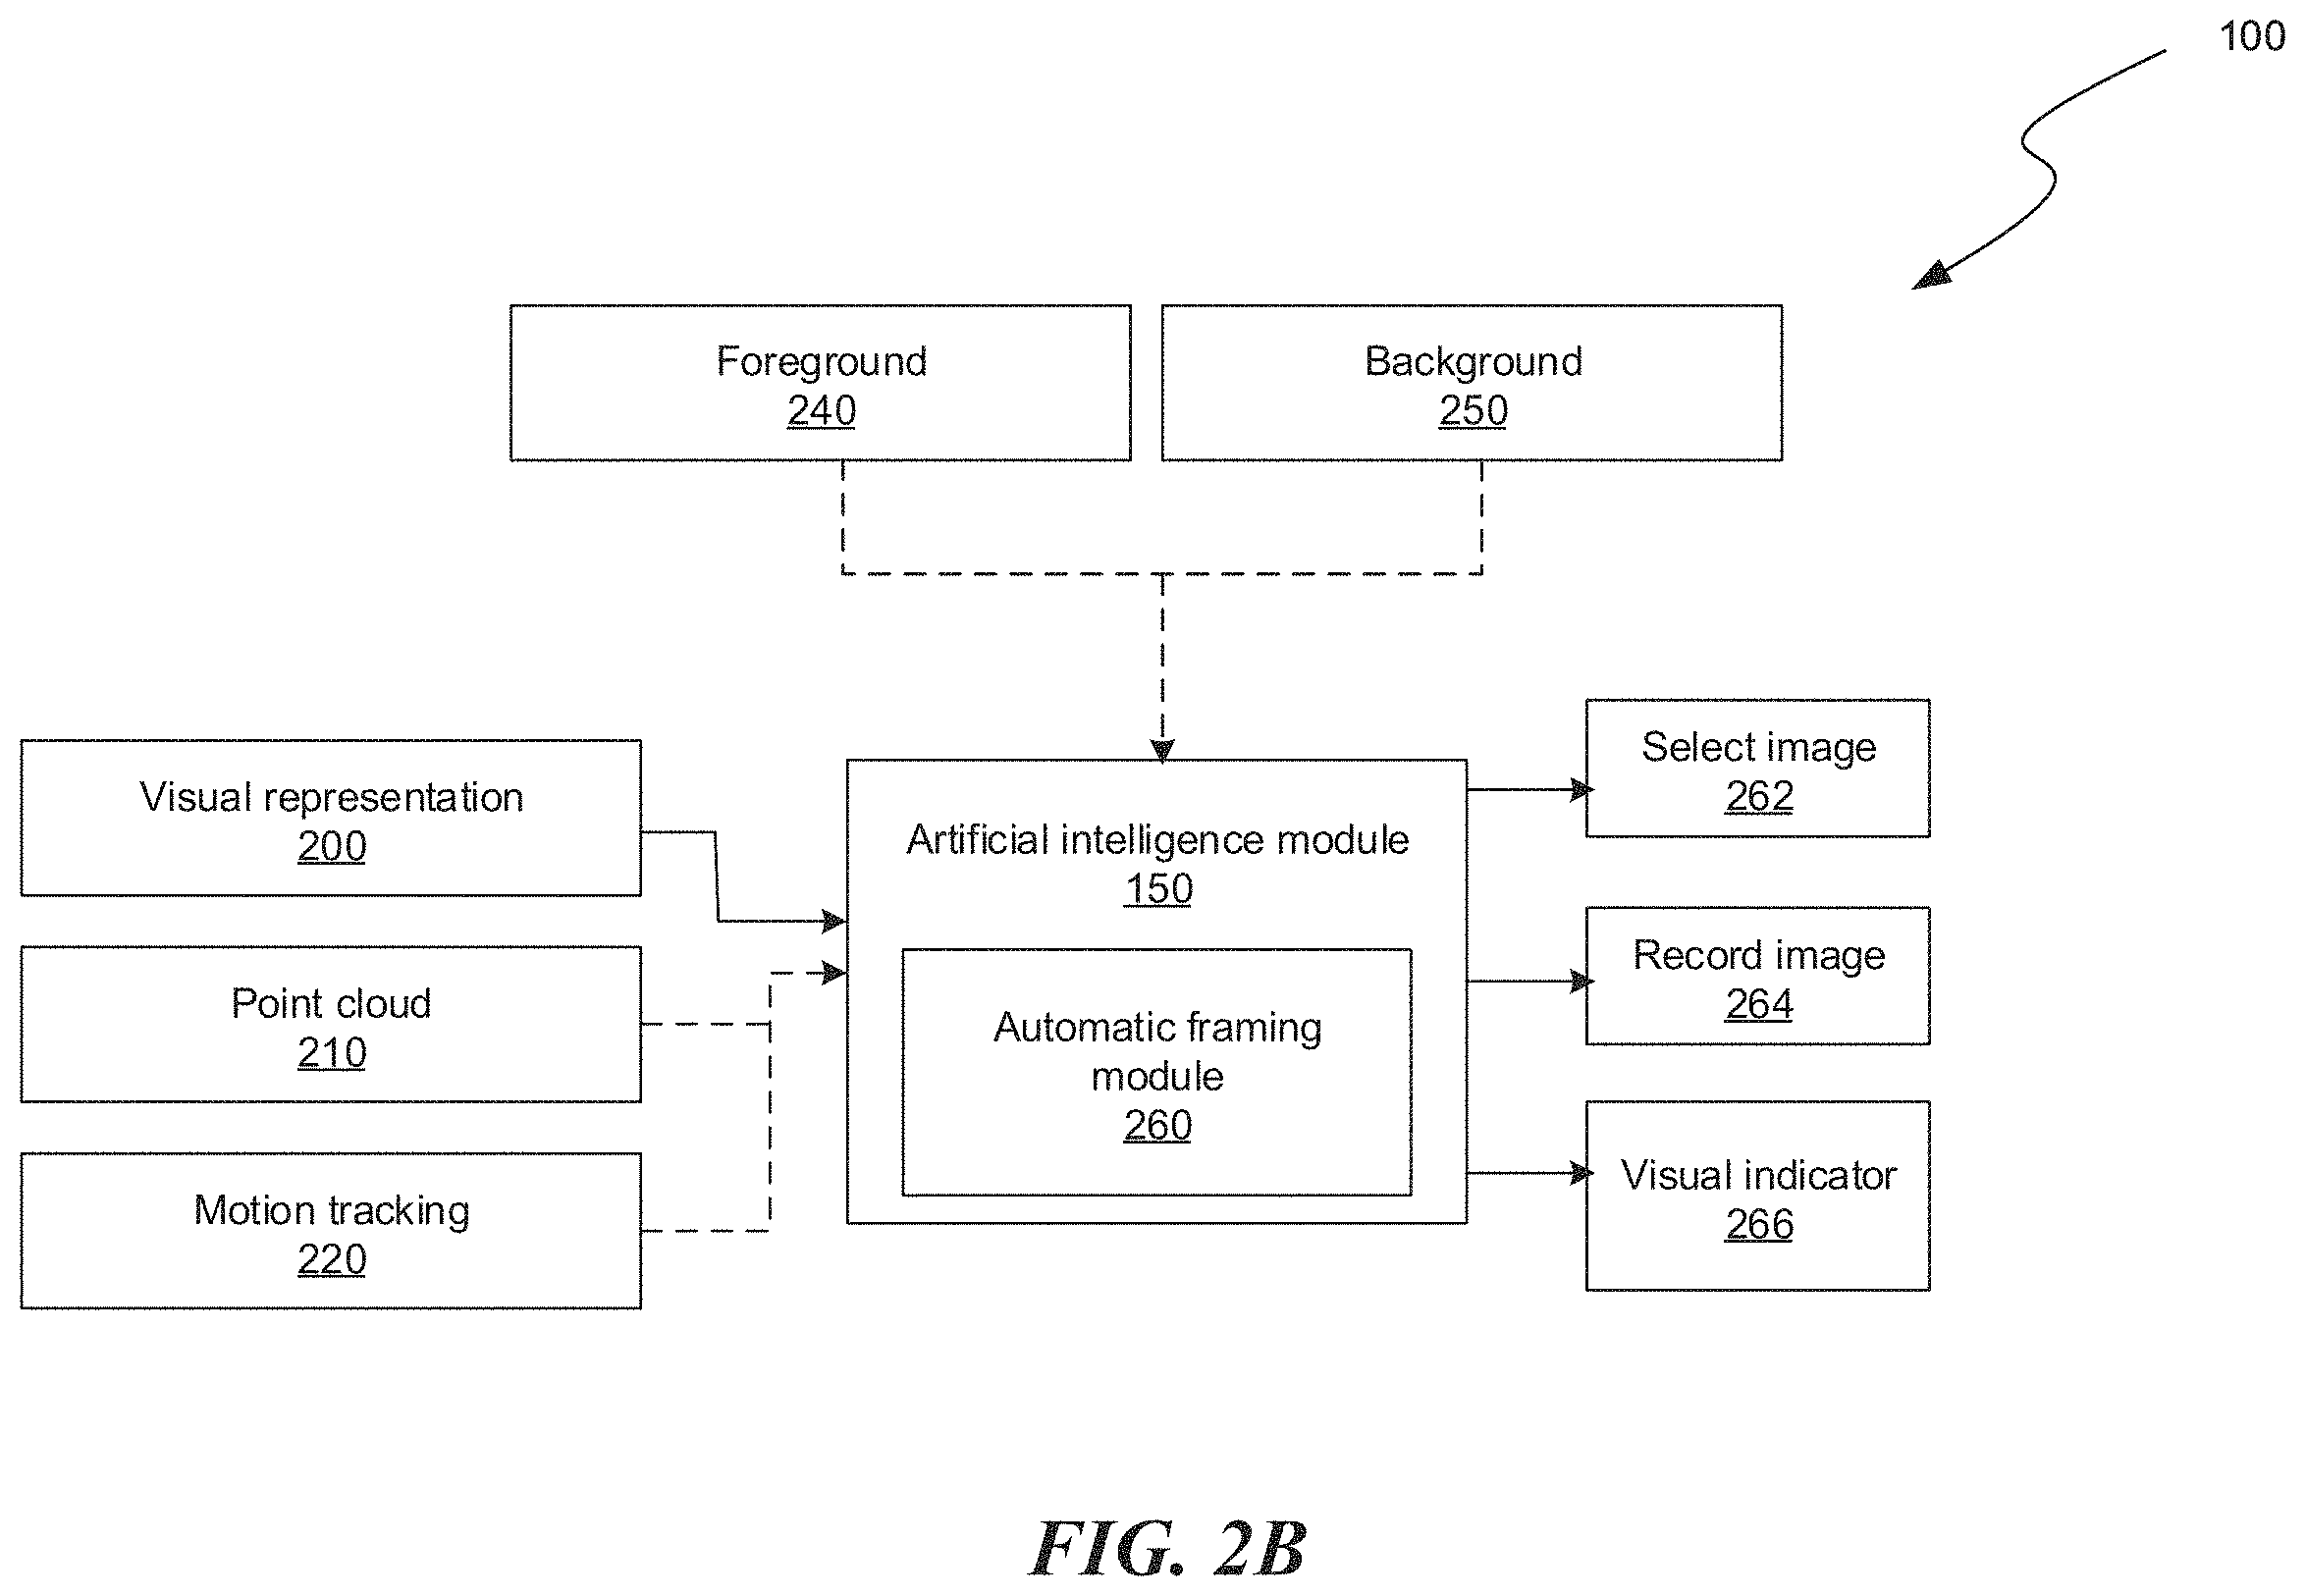 100
Foreground
240
Background
250
Visual representation
200
Point cloud
210
Motion tracking
220
Artificial intelligence module
150
Automatic framing
module
260
Select image
262
Record image
264
Visual indicator
266
FIG. 2B